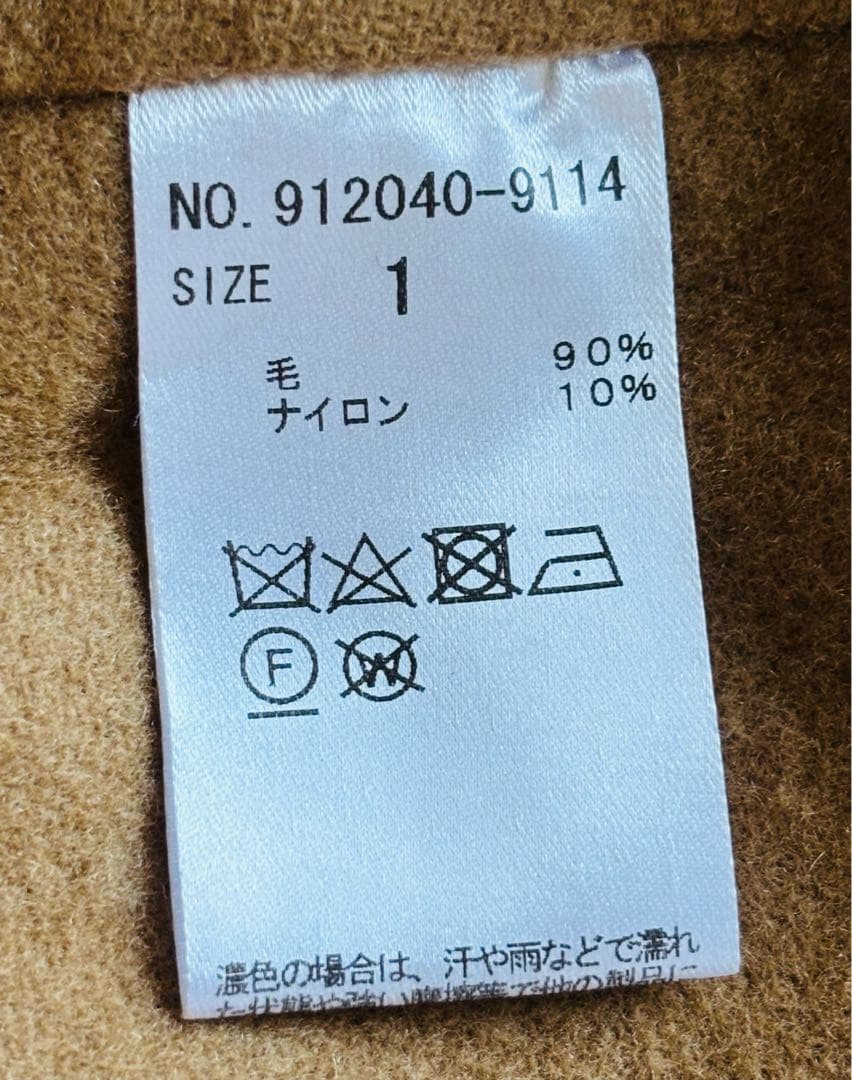 NO. 912040-9114
SIZE 1
毛 90%
ナイロン 10%
F
W
濃色の場合は、汗や雨などで濡れ